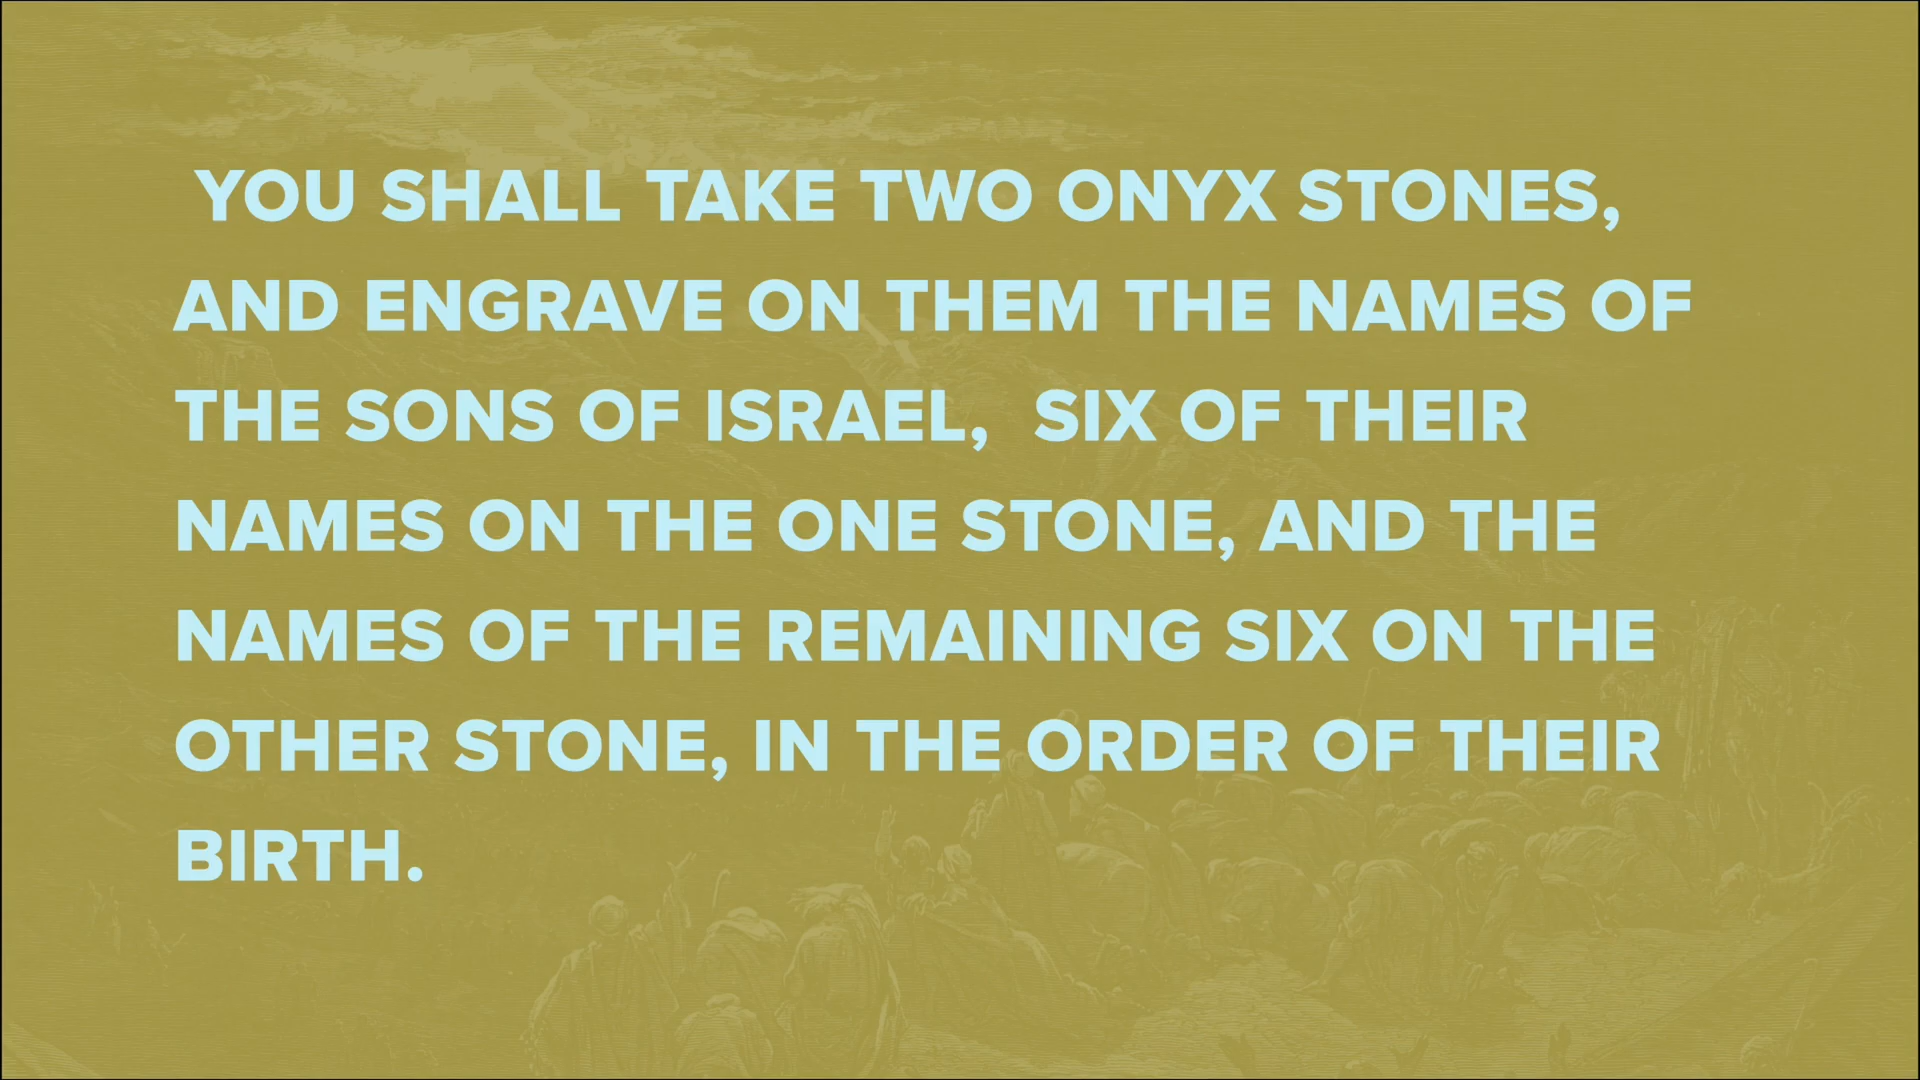 YOU SHALL TAKE TWO ONYX STONES,
AND ENGRAVE ON THEM THE NAMES OF
THE SONS OF ISRAEL,  SIX OF THEIR
NAMES ON THE ONE STONE, AND THE
NAMES OF THE REMAINING SIX ON THE
OTHER STONE, IN THE ORDER OF THEIR
BIRTH.